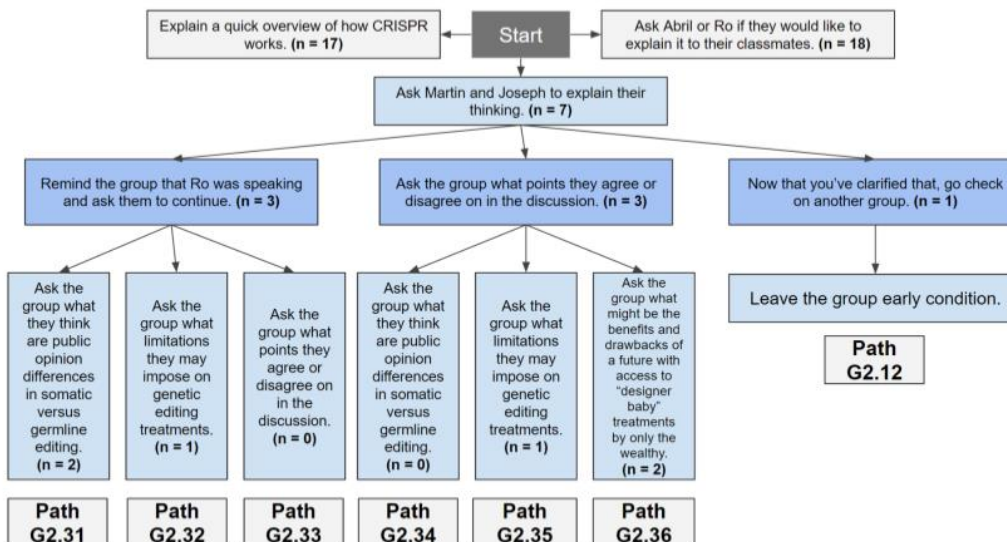 Explain a quick overview of how CRISPR
works. (n = 17)
Start
Ask Abril or Ro if they would like to
explain it to their classmates. (n = 18)
Ask Martin and Joseph to explain their
thinking. (n = 7)
Remind the group that Ro was speaking
and ask them to continue. (n = 3)
Ask the group what points they agree or
disagree on in the discussion. (n = 3)
Now that you've clarified that, go check
on another group. (n = 1)
Ask the
group what
they think
are public
opinion
differences
in somatic
versus
germline
editing.
(n = 2)
Ask the
group what
limitations
they may
impose on
genetic
editing
treatments.
(n = 1)
Ask the
group what
points they
agree or
disagree on
in the
discussion.
(n = 0)
Ask the
group what
they think
are public
opinion
differences
in somatic
versus
germline
editing.
(n = 0)
Ask the
group what
limitations
they may
impose on
genetic
editing
treatments.
(n = 1)
Ask the
group what
might be the
benefits and
drawbacks of
a future with
access to
"designer
baby"
treatments
by only the
wealthy.
(n = 2)
Leave the group early condition.
Path
G2.12
Path
G2.31
Path
G2.32
Path
G2.33
Path
G2.34
Path
G2.35
Path
G2.36